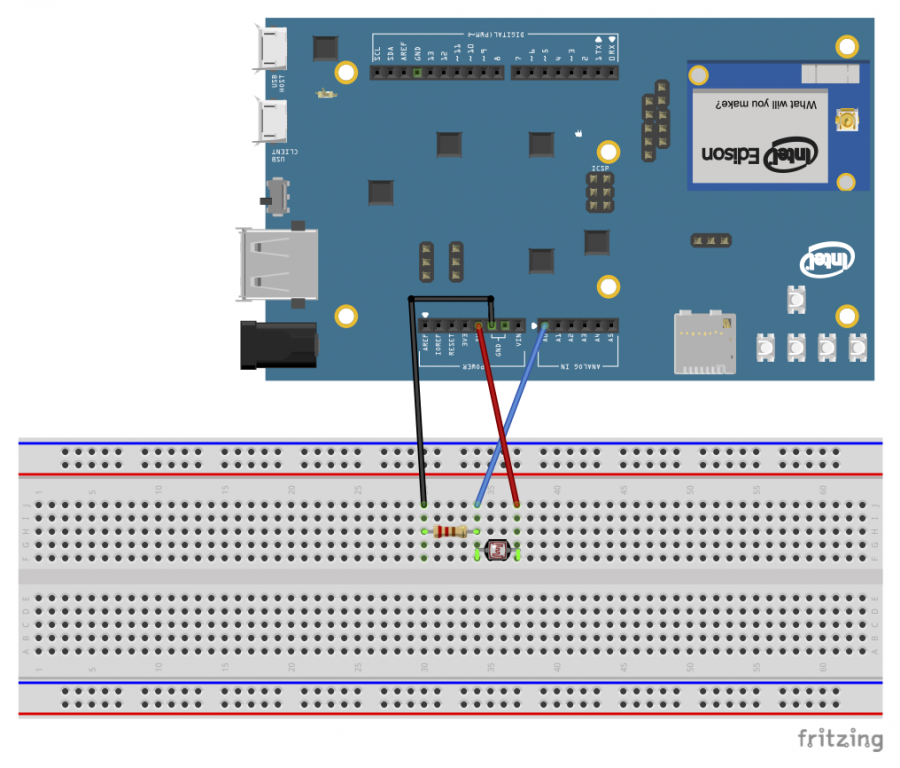 DIGITAL(PWM~)
SCL
SDA
AREF
GND
13
12
~11
~10
~9
8
7
~6
~5
4
~3
2
1 TX
0 RX
USB
HOST
CLIENT
USB
ICSP
What will you make?
intel Edison
intel
AREF
IOREF
RESET
3V3
GND
VIN
A1
A2
A3
A4
A5
POWER
ANALOG IN
1
5
10
15
20
25
30
35
40
45
50
55
60
J
I
H
G
F
E
D
C
B
A
1
5
10
15
20
25
30
35
40
45
50
55
60
fritzing